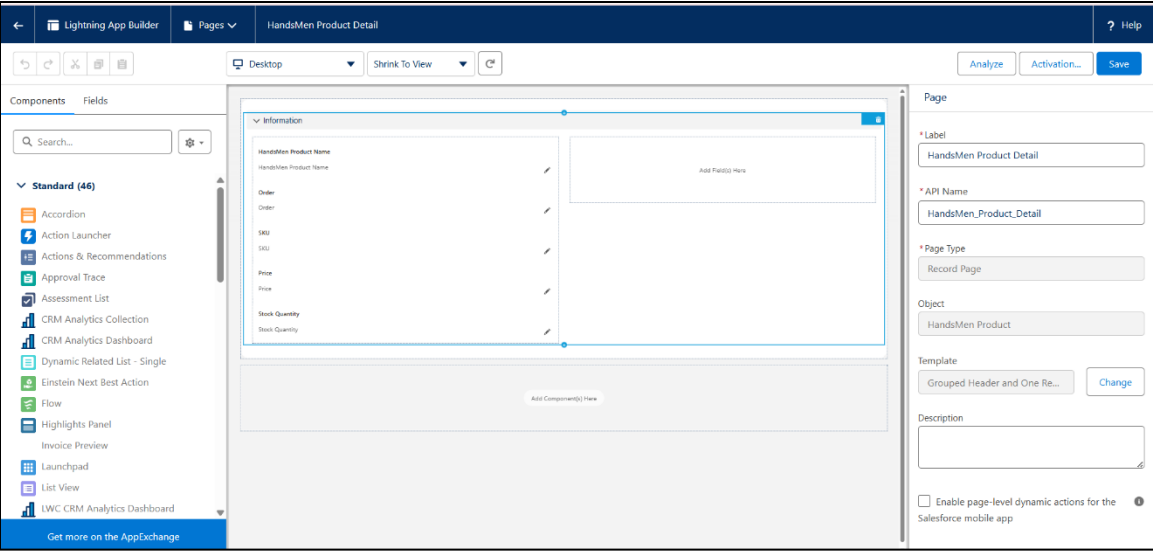 Lightning App Builder
Pages
HandsMen Product Detail
? Help
Desktop
Shrink To View
Analyze
Activation...
Save
Components
Fields
Search...
Standard (46)
Accordion
Action Launcher
Actions & Recommendations
Approval Trace
Assessment List
CRM Analytics Collection
CRM Analytics Dashboard
Dynamic Related List - Single
Einstein Next Best Action
Flow
Highlights Panel
Invoice Preview
Launchpad
List View
LWC CRM Analytics Dashboard
Get more on the AppExchange
Information
HandsMen Product Name
HandsMen Product Name
Order
Order
SKU
SKU
Price
Price
Stock Quantity
Stock Quantity
Add Field(s) Here
Add Component(s) Here
Page
*Label
HandsMen Product Detail
*API Name
HandsMen_Product_Detail
*Page Type
Record Page
Object
HandsMen Product
Template
Grouped Header and One Re...
Change
Description
Enable page-level dynamic actions for the
Salesforce mobile app